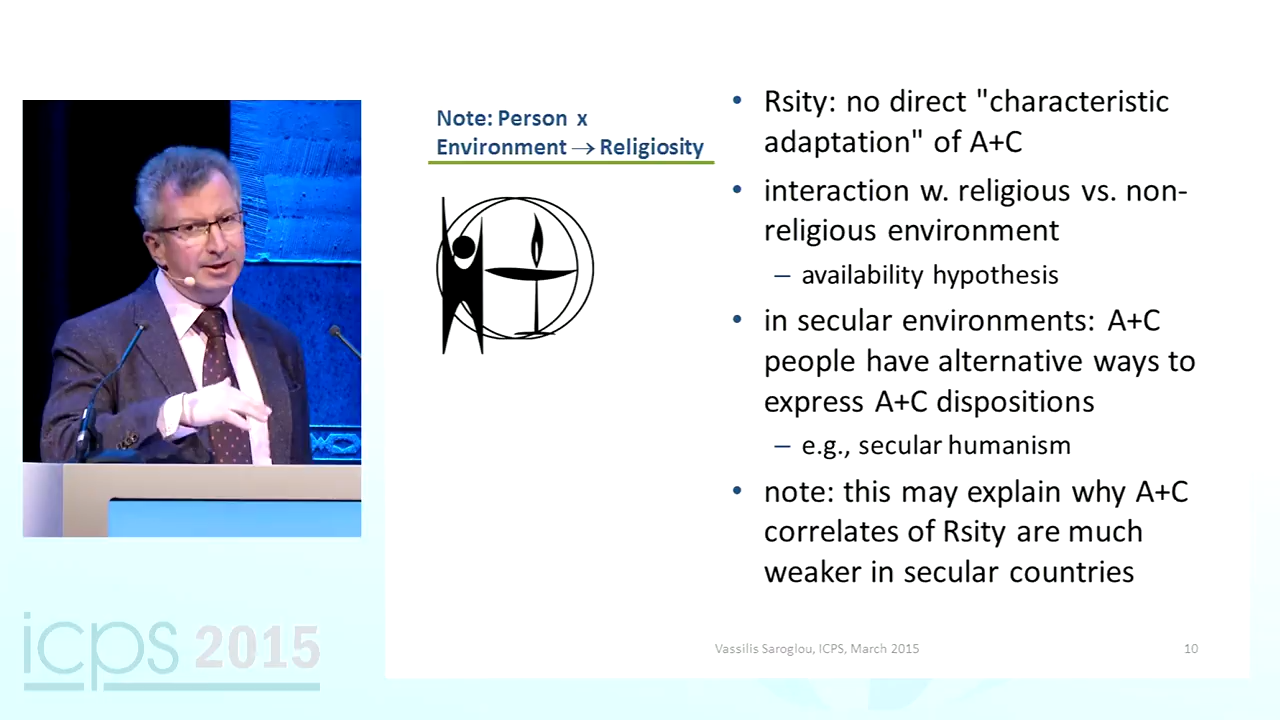 Note: Person x
Environment → Religiosity
• Rsity: no direct "characteristic
adaptation" of A+C
• interaction w. religious vs. non-
religious environment
– availability hypothesis
• in secular environments: A+C
people have alternative ways to
express A+C dispositions
– e.g., secular humanism
• note: this may explain why A+C
correlates of Rsity are much
weaker in secular countries
Vassilis Saroglou, ICPS, March 2015
10
icps 2015